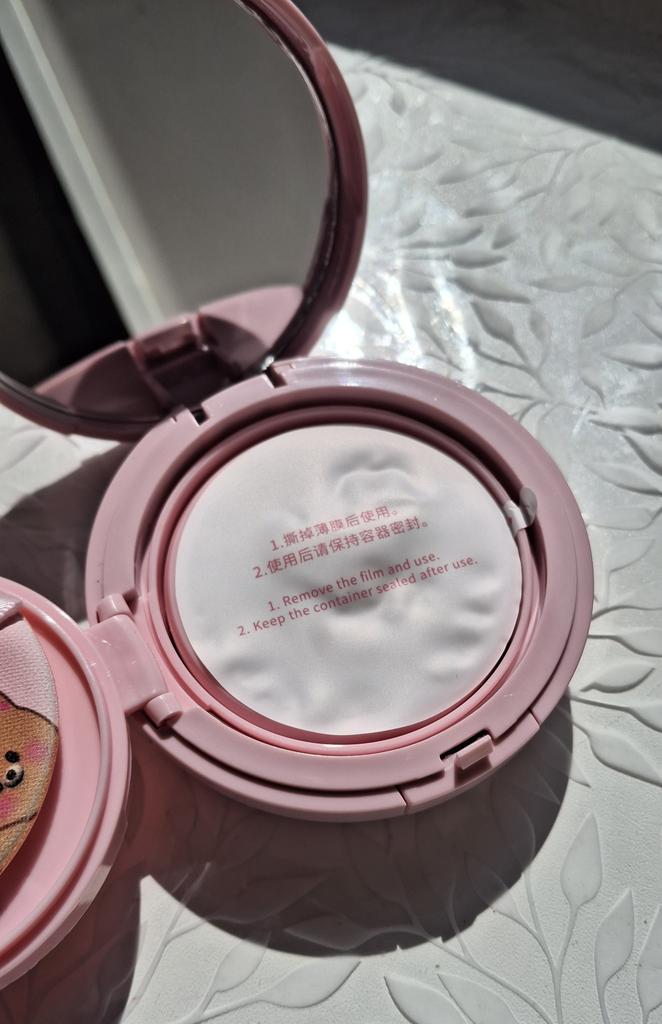 1.撕掉薄膜后使用。
2.使用后请保持容器密封。
1. Remove the film and use.
2. Keep the container sealed after use.